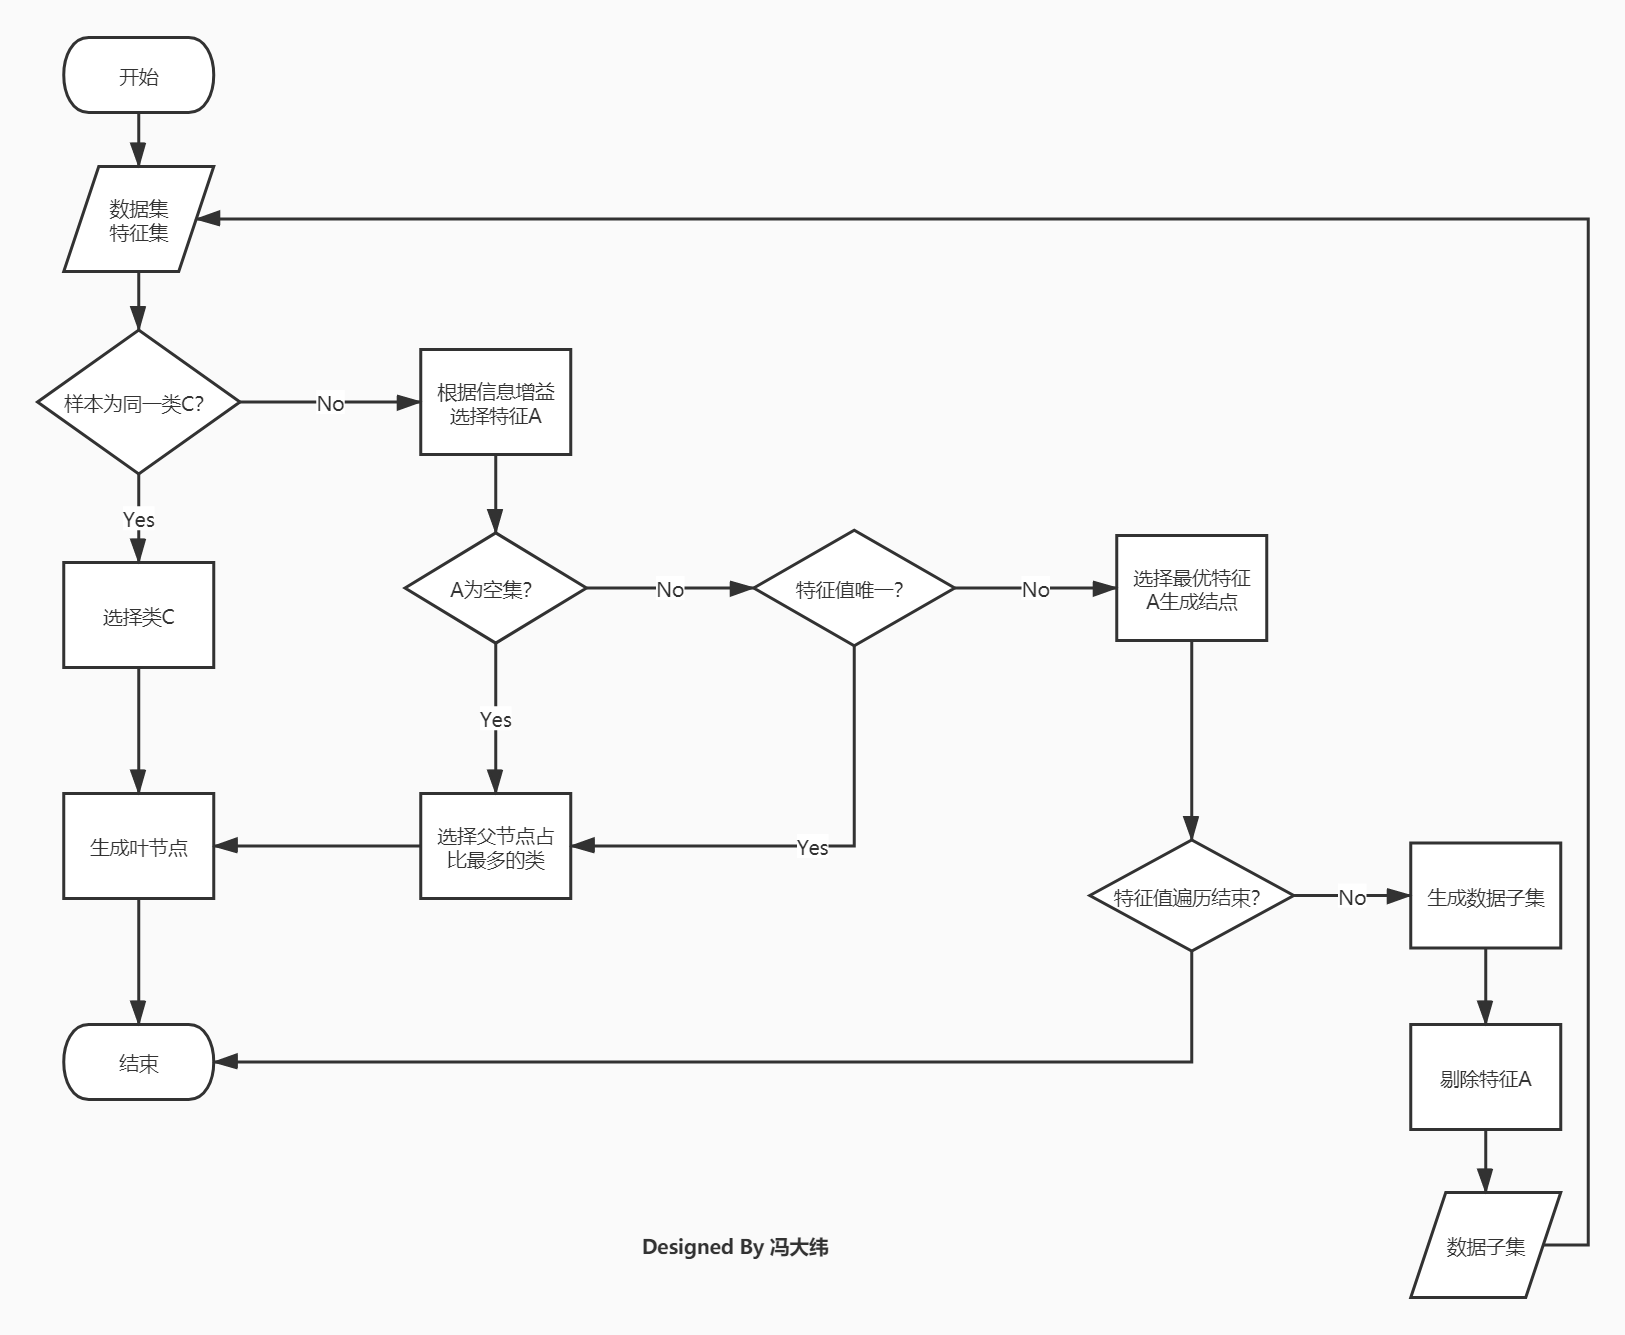 开始
数据集
特征集
样本为同一类C?
No
根据信息增益
选择特征A
Yes
选择类C
A为空集?
No
特征值唯一?
No
选择最优特征
A生成结点
Yes
生成叶节点
选择父节点占
比最多的类
Yes
特征值遍历结束?
No
生成数据子集
结束
剔除特征A
数据子集
Designed By 冯大纬